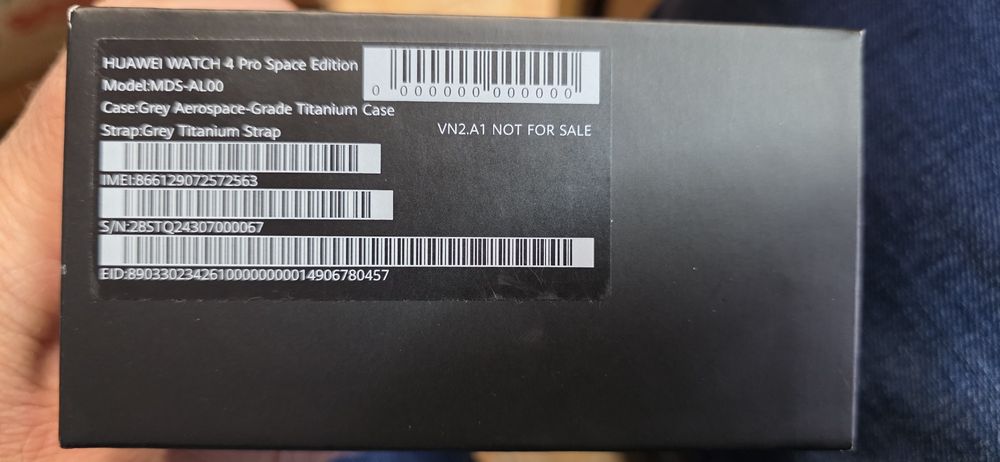 HUAWEI WATCH 4 Pro Space Edition
Model:MDS-AL00
0 000000 000000
Case:Grey Aerospace-Grade Titanium Case
Strap:Grey Titanium Strap
VN2.A1 NOT FOR SALE
IMEI:866129072572563
S/N:28STQ24307000067
EID:89033023426100000000014906780457